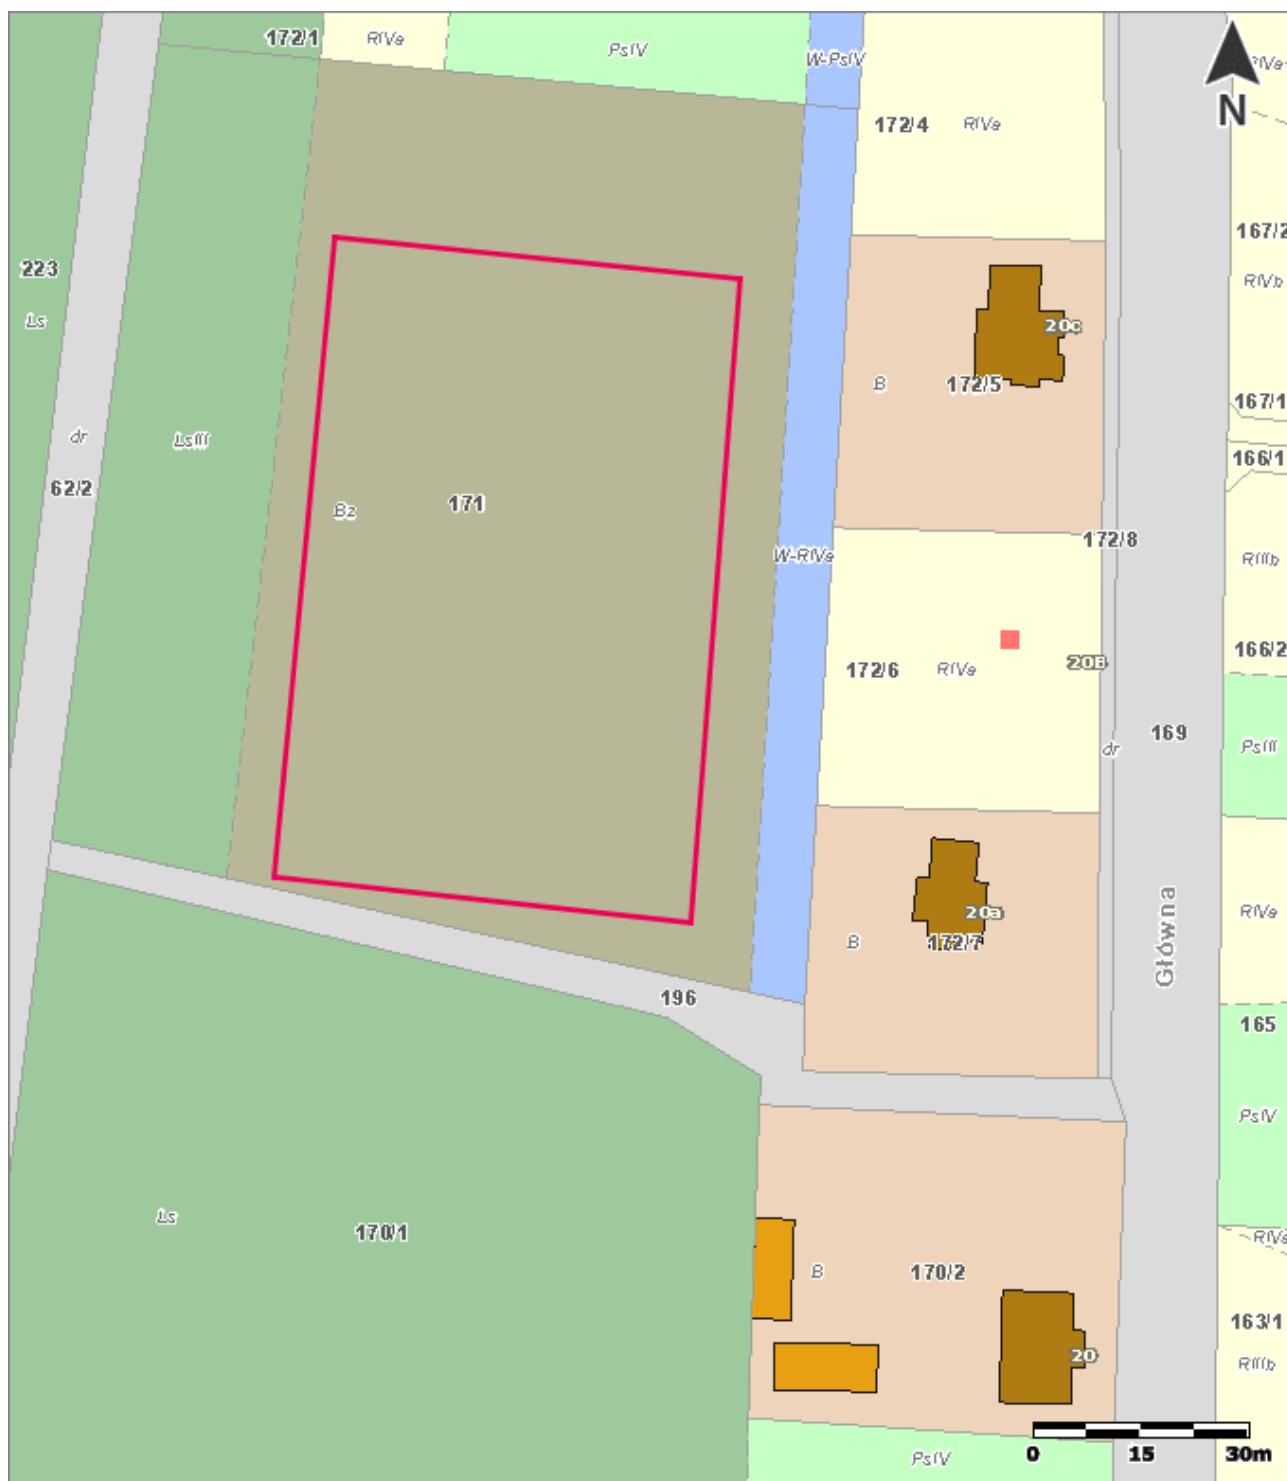 172/1
RIVa
PsIV
W-PsIV
RIVa
N
172/4
RIVa
167/2
223
Ls
RIVb
20c
B
172/5
167/1
dr
LsIII
166/1
62/2
Bz
171
172/8
W-RIVa
RIIIb
172/6
RIVa
20B
166/2
169
dr
PsIII
Główna
20a
B
172/7
RIVa
196
165
PsIV
Ls
170/1
RIVa
B
170/2
163/1
20
RIIIb
0 15 30m
PsIV